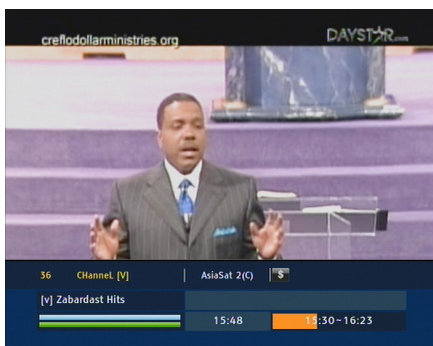 creflodollarministries.org
DAYSTAR.com
36 CHanneL [V] AsiaSat 2(C) $
[v] Zabardast Hits
15:48 15:30~16:23